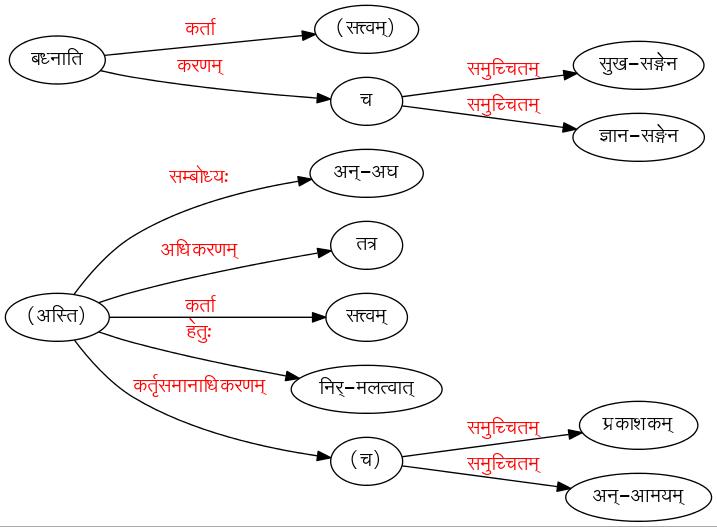 कर्ता
(सत्त्वम्)
बध्नाति
करणम्
च
समुच्चितम्
सुख-सङ्गेन
समुच्चितम्
ज्ञान-सङ्गेन
सम्बोध्यः
अन्-अघ
अधिकरणम्
तत्र
(अस्ति)
कर्ता
सत्त्वम्
हेतुः
निर्-मलत्वात्
कर्तृसमानाधिकरणम्
(च)
समुच्चितम्
प्रकाशकम्
समुच्चितम्
अन्-आमयम्